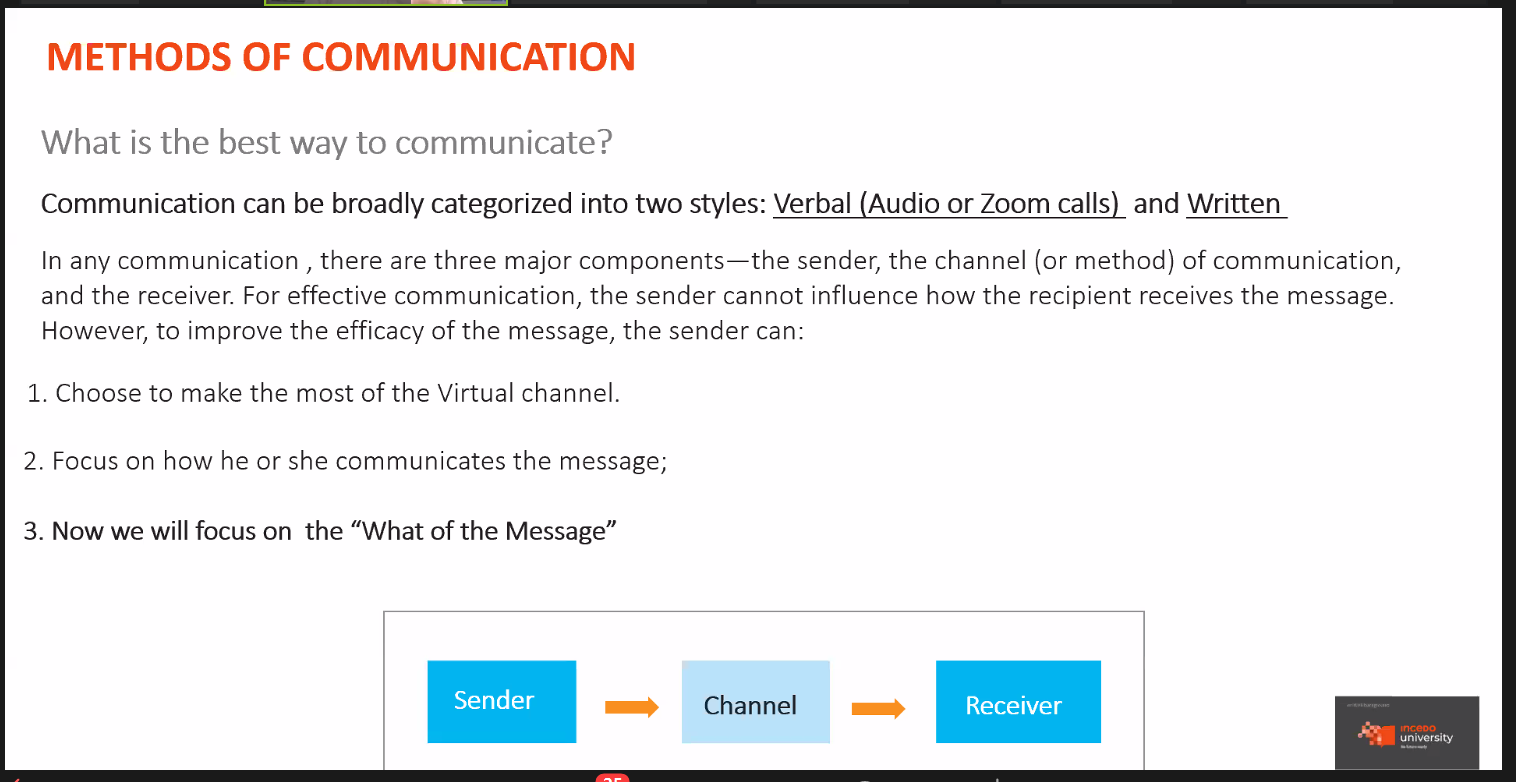 METHODS OF COMMUNICATION
What is the best way to communicate?
Communication can be broadly categorized into two styles: Verbal (Audio or Zoom calls) and Written
In any communication , there are three major components—the sender, the channel (or method) of communication,
and the receiver. For effective communication, the sender cannot influence how the recipient receives the message.
However, to improve the efficacy of the message, the sender can:
1. Choose to make the most of the Virtual channel.
2. Focus on how he or she communicates the message;
3. Now we will focus on the “What of the Message”
Sender
Channel
Receiver
incedo
university